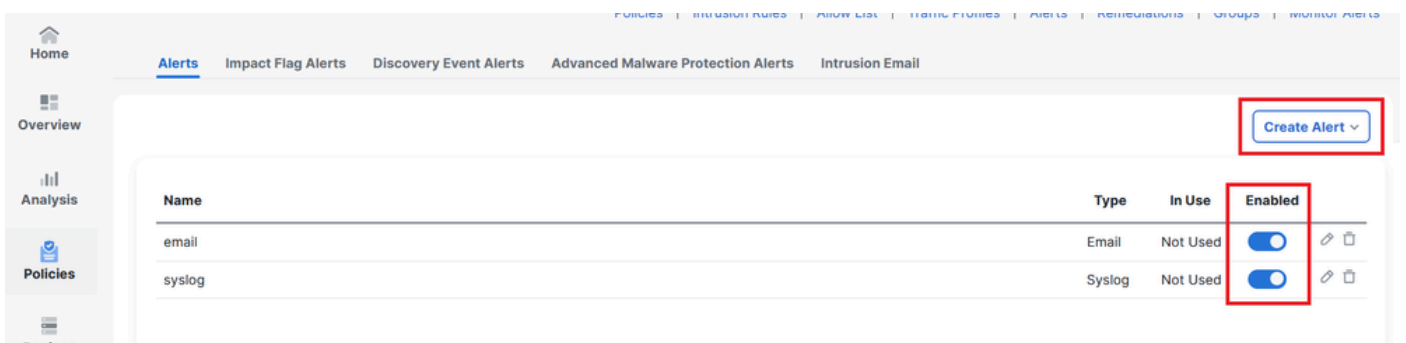 Policies | Intrusion Rules | Allow List | Traffic Profiles | Alerts | Remediations | Groups | Monitor Alerts
Home
Alerts Impact Flag Alerts Discovery Event Alerts Advanced Malware Protection Alerts Intrusion Email
Overview
Create Alert
Analysis
Name Type In Use Enabled
email Email Not Used
Policies
syslog Syslog Not Used